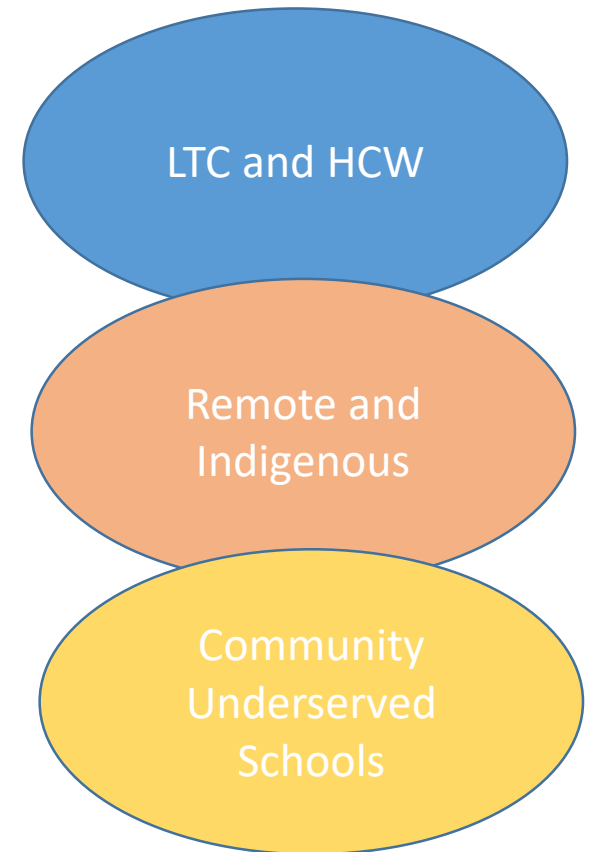 LTC and HCW
Remote and
Indigenous
Community
Underserved
Schools